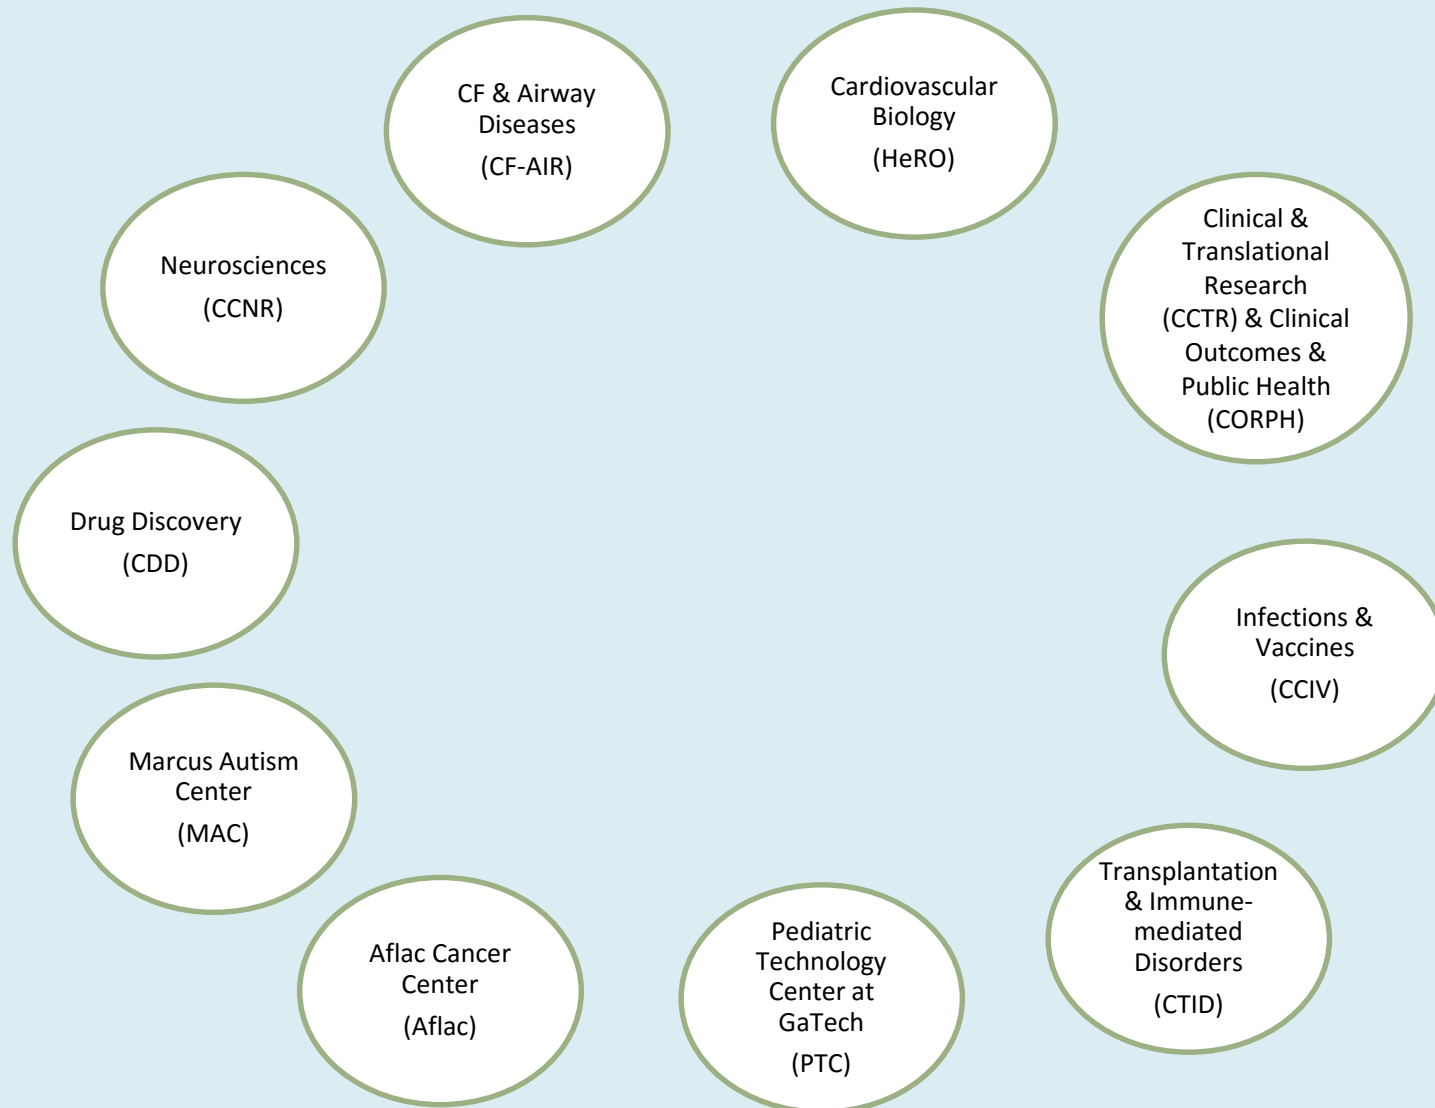 CF & Airway
Diseases
(CF-AIR)
Cardiovascular
Biology
(HeRO)
Clinical &
Translational
Research
(CCTR) & Clinical
Outcomes &
Public Health
(CORPH)
Infections &
Vaccines
(CCIV)
Transplantation
& Immune-
mediated
Disorders
(CTID)
Pediatric
Technology
Center at
GaTech
(PTC)
Aflac Cancer
Center
(Aflac)
Marcus Autism
Center
(MAC)
Drug Discovery
(CDD)
Neurosciences
(CCNR)